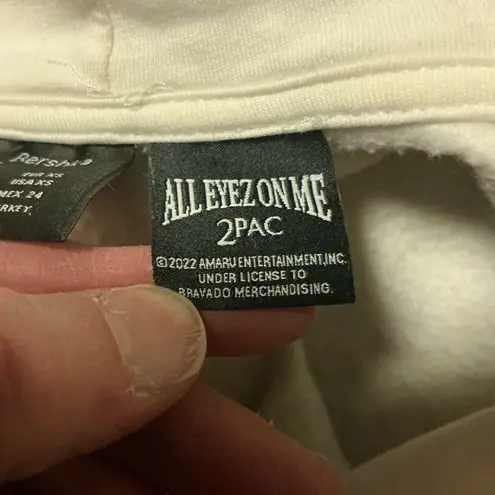 Bershka
EUR XS
USA XS
MEX 24
ALL EYEZ ON ME
2PAC
©2022 AMARU ENTERTAINMENT, INC.
UNDER LICENSE TO
BRAVADO MERCHANDISING.